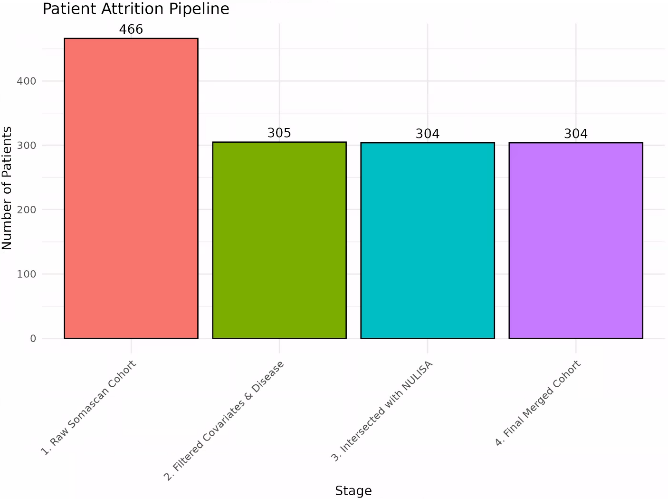 Patient Attrition Pipeline
466
305
304
304
Number of Patients
400
300
200
100
0
1. Raw Somascan Cohort
2. Filtered Covariates & Disease
3. Intersected with NULISA
4. Final Merged Cohort
Stage